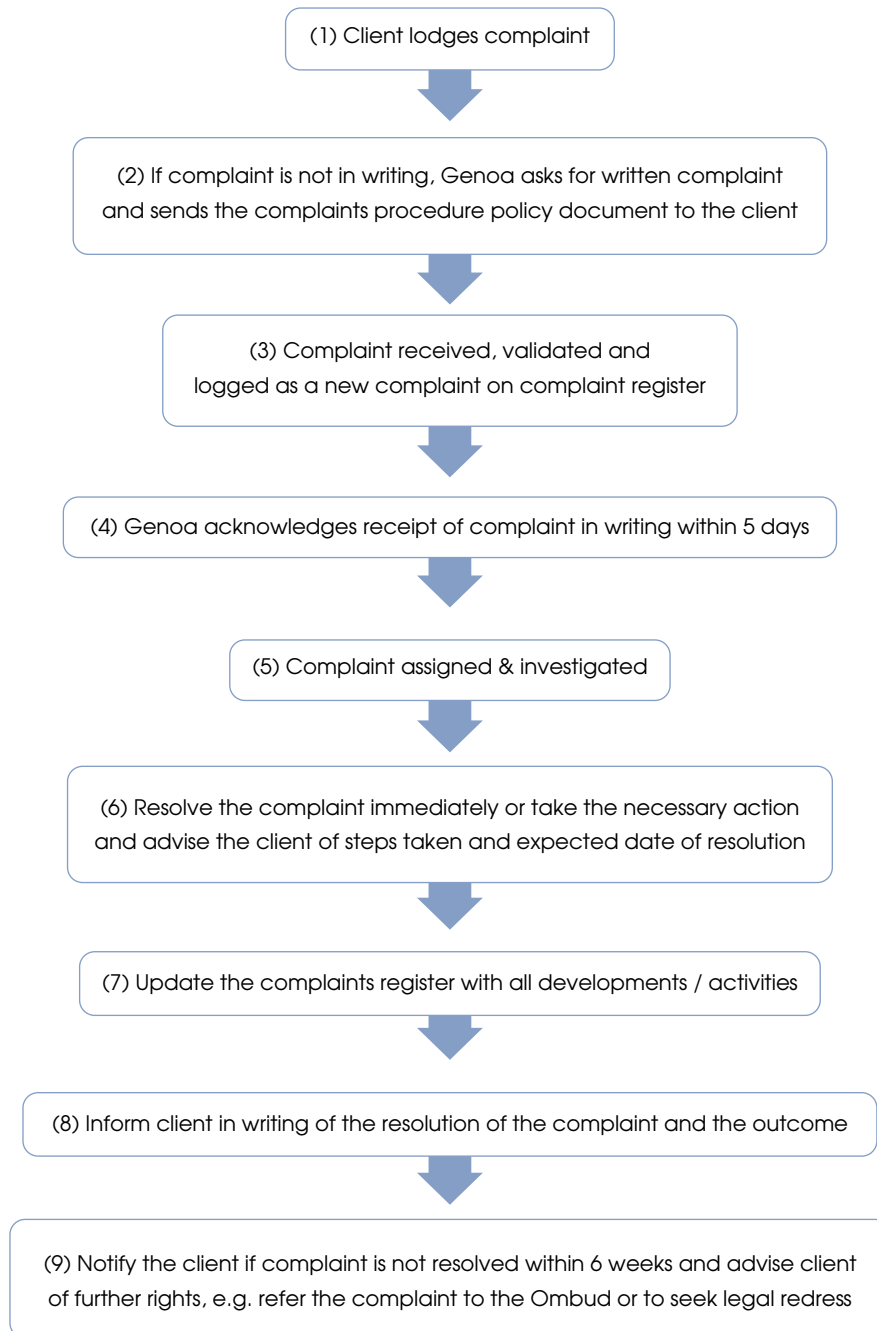 (1) Client lodges complaint
(2) If complaint is not in writing, Genoa asks for written complaint
and sends the complaints procedure policy document to the client
(3) Complaint received, validated and
logged as a new complaint on complaint register
(4) Genoa acknowledges receipt of complaint in writing within 5 days
(5) Complaint assigned & investigated
(6) Resolve the complaint immediately or take the necessary action
and advise the client of steps taken and expected date of resolution
(7) Update the complaints register with all developments / activities
(8) Inform client in writing of the resolution of the complaint and the outcome
(9) Notify the client if complaint is not resolved within 6 weeks and advise client
of further rights, e.g. refer the complaint to the Ombud or to seek legal redress